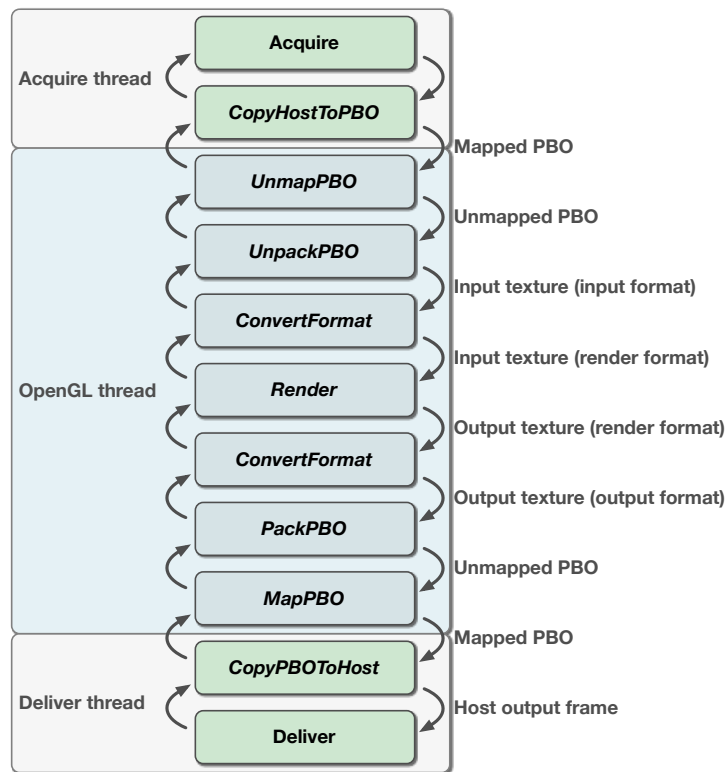 Acquire
Acquire thread
CopyHostToPBO
Mapped PBO
UnmapPBO
Unmapped PBO
UnpackPBO
Input texture (input format)
ConvertFormat
Input texture (render format)
OpenGL thread
Render
Output texture (render format)
ConvertFormat
Output texture (output format)
PackPBO
Unmapped PBO
MapPBO
Mapped PBO
CopyPBOToHost
Deliver thread
Host output frame
Deliver